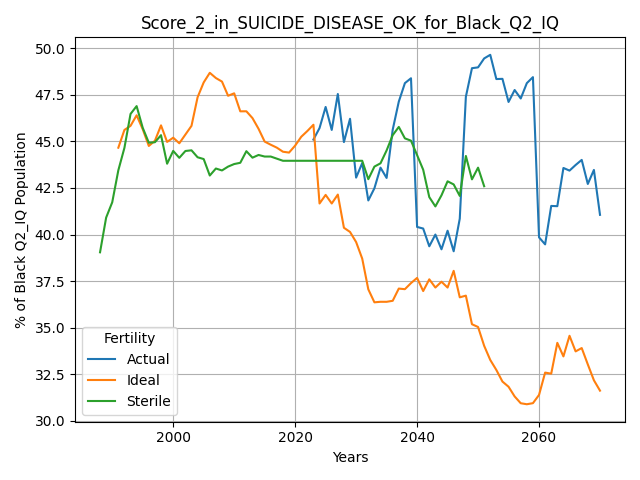 Score_2_in_SUICIDE_DISEASE_OK_for_Black_Q2_IQ
% of Black Q2_IQ Population
50.0
47.5
45.0
42.5
40.0
37.5
35.0
32.5
30.0
Fertility
Actual
Ideal
Sterile
2000
2020
2040
2060
Years